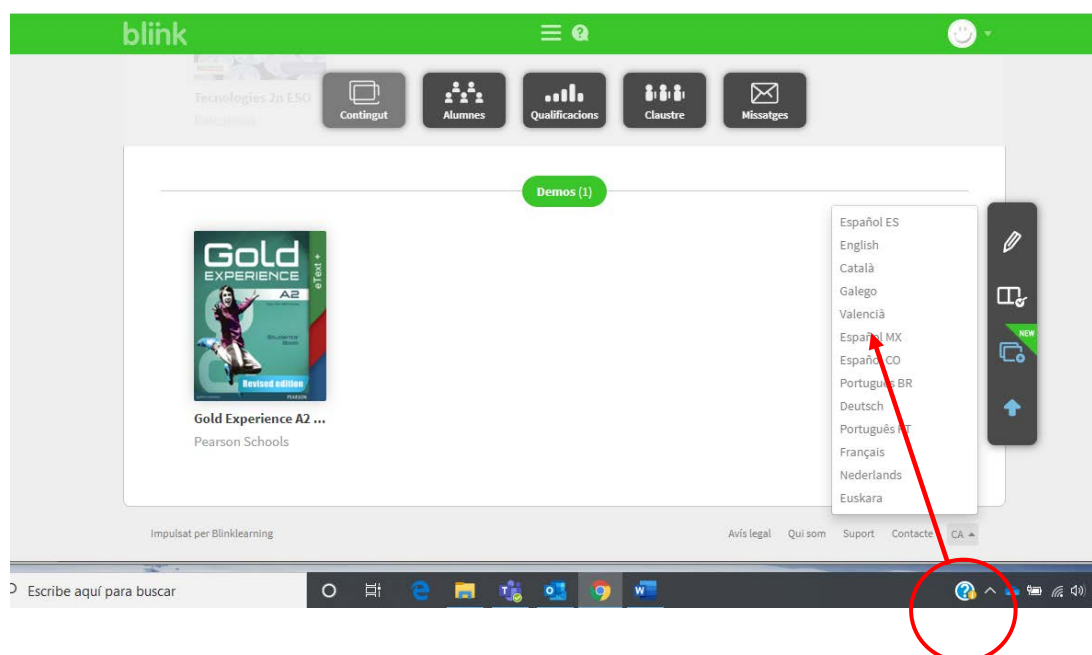 blink
Tecnologies 2n ESO
Contingut
Alumnes
Qualificacions
Claustre
Missatges
Demos (1)
Gold
EXPERIENCE
A2
eText +
Students'
Book
Revised edition
PEARSON
Gold Experience A2 ...
Pearson Schools
Español ES
English
Català
Galego
Valencià
Español MX
Español CO
Português BR
Deutsch
Português PT
Français
Nederlands
Euskara
NEW
Impulsat per Blinklearning
Avís legal Qui som Suport Contacte CA
Escribe aquí para buscar